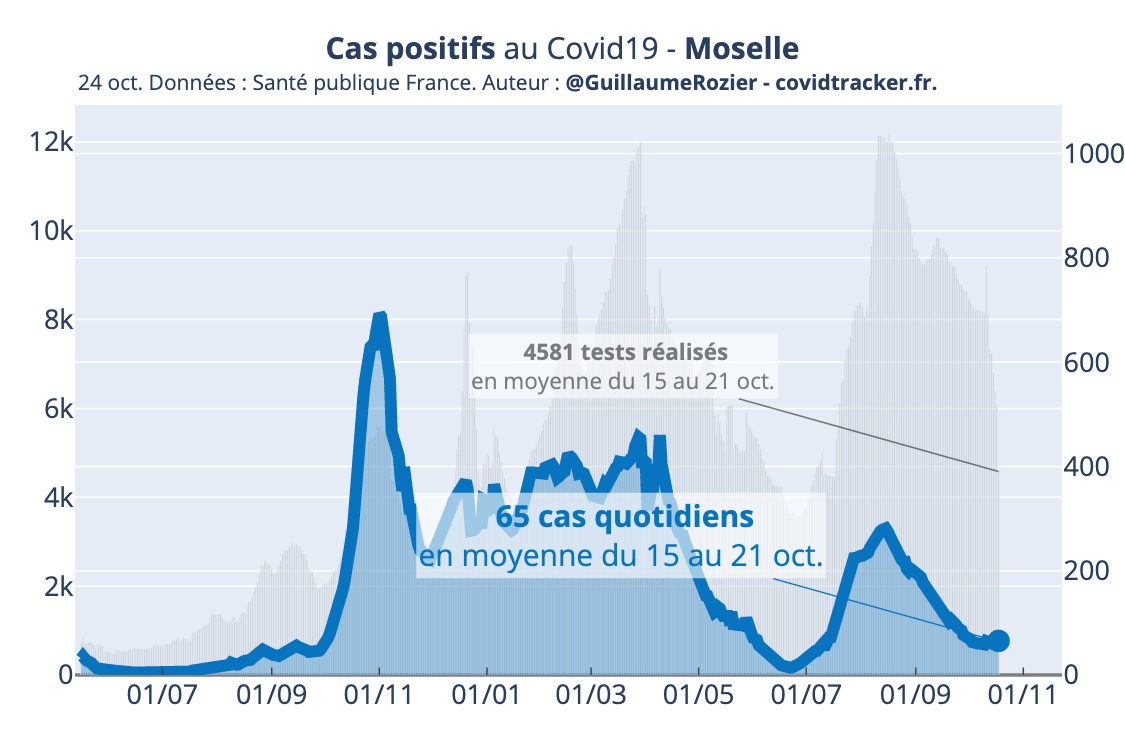 Cas positifs au Covid19 - Moselle
24 oct. Données : Santé publique France. Auteur : @GuillaumeRozier - covidtracker.fr.
12k
1000
10k
800
8k
4581 tests réalisés
en moyenne du 15 au 21 oct.
600
6k
400
4k
65 cas quotidiens
en moyenne du 15 au 21 oct.
200
2k
0
0
01/07 01/09 01/11 01/01 01/03 01/05 01/07 01/09 01/11